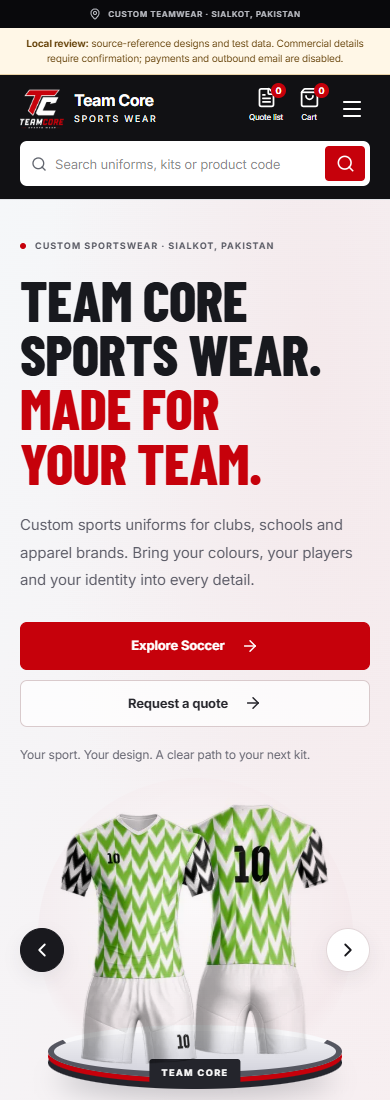 CUSTOM TEAMWEAR · SIALKOT, PAKISTAN
Local review: source-reference designs and test data. Commercial details
require confirmation; payments and outbound email are disabled.
TC
TEAMCORE
Team Core
SPORTS WEAR
0
Quote list
0
Cart
Search uniforms, kits or product code
CUSTOM SPORTSWEAR · SIALKOT, PAKISTAN
TEAM CORE
SPORTS WEAR.
MADE FOR
YOUR TEAM.
Custom sports uniforms for clubs, schools and
apparel brands. Bring your colours, your players
and your identity into every detail.
Explore Soccer
Request a quote
Your sport. Your design. A clear path to your next kit.
10
10
10
TEAM CORE